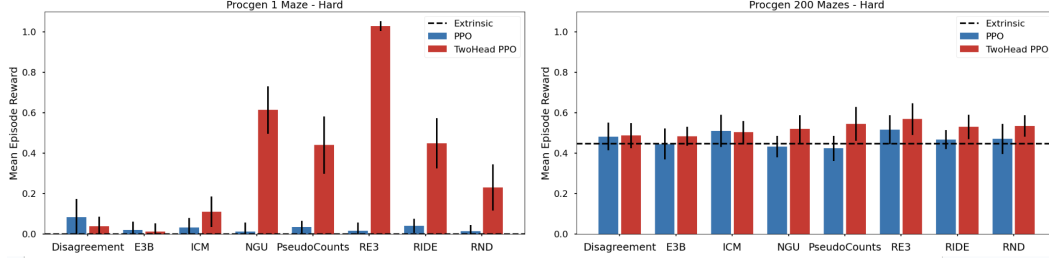 Procgen 1 Maze - Hard
Mean Episode Reward
1.0
0.8
0.6
0.4
0.2
0.0
Extrinsic
PPO
TwoHead PPO
Disagreement E3B ICM NGU PseudoCounts RE3 RIDE RND
Procgen 200 Mazes - Hard
Mean Episode Reward
1.0
0.8
0.6
0.4
0.2
0.0
Extrinsic
PPO
TwoHead PPO
Disagreement E3B ICM NGU PseudoCounts RE3 RIDE RND